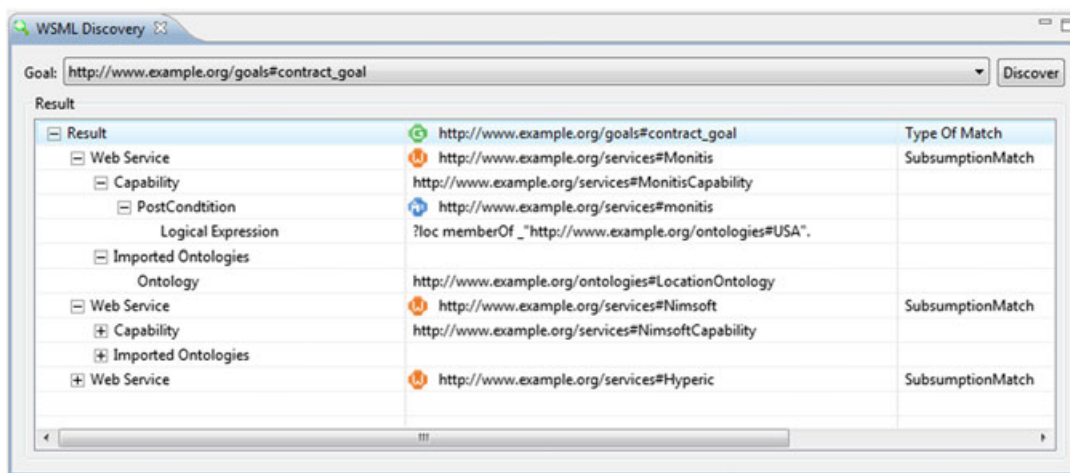 WSML Discovery
Goal: http://www.example.org/goals#contract_goal Discover
Result
Result http://www.example.org/goals#contract_goal Type Of Match
Web Service http://www.example.org/services#Monitis SubsumptionMatch
Capability http://www.example.org/services#MonitisCapability
PostCondtition http://www.example.org/services#monitis
Logical Expression ?loc memberOf _"http://www.example.org/ontologies#USA".
Imported Ontologies
Ontology http://www.example.org/ontologies#LocationOntology
Web Service http://www.example.org/services#Nimsoft SubsumptionMatch
Capability http://www.example.org/services#NimsoftCapability
Imported Ontologies
Web Service http://www.example.org/services#Hyperic SubsumptionMatch